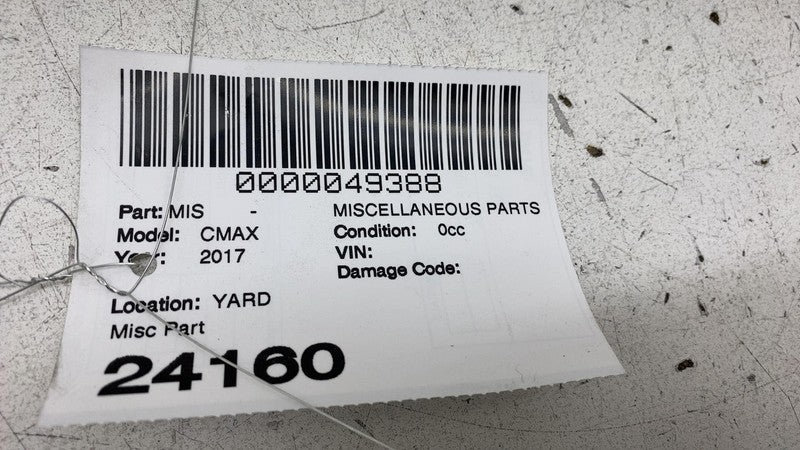 0000049388
Part: MIS - MISCELLANEOUS PARTS
Model: CMAX Condition: 0cc
Year: 2017 VIN:
Damage Code:
Location: YARD
Misc Part
24160